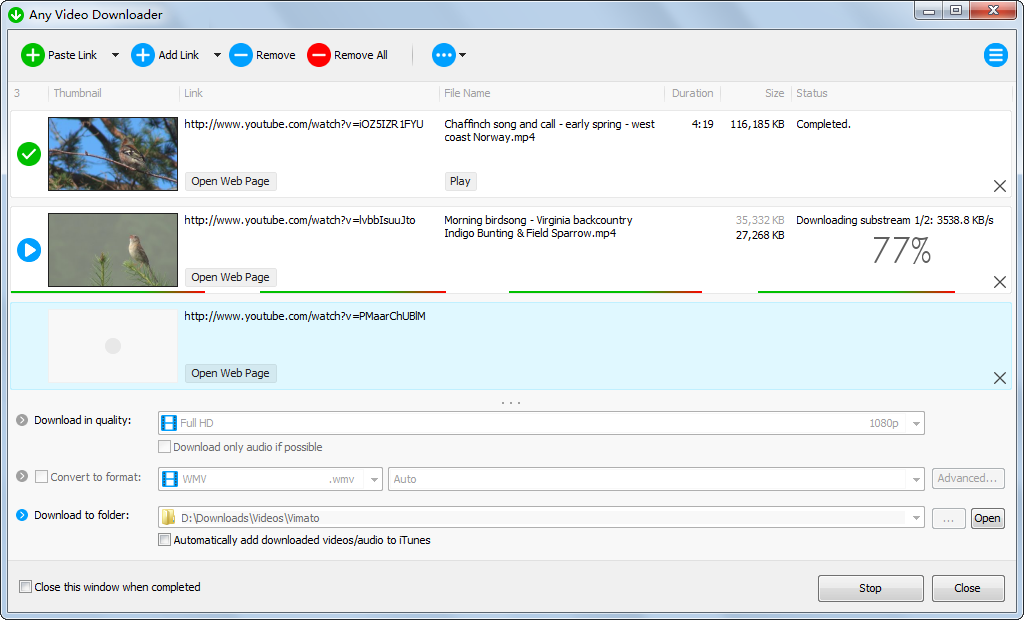 Any Video Downloader
Paste Link Add Link Remove Remove All
3 Thumbnail Link File Name Duration Size Status
http://www.youtube.com/watch?v=iOZ5IZR1FYU Chaffinch song and call - early spring - west 4:19 116,185 KB Completed.
coast Norway.mp4
Open Web Page Play
http://www.youtube.com/watch?v=lvbbIsuuJto Morning birdsong - Virginia backcountry 35,332 KB Downloading substream 1/2: 3538.8 KB/s
Indigo Bunting & Field Sparrow.mp4 27,268 KB
77%
Open Web Page
http://www.youtube.com/watch?v=PMaarChUBlM
Open Web Page
Download in quality: Full HD 1080p
Download only audio if possible
Convert to format: WMV .wmv Auto Advanced...
Download to folder: D:\Downloads\Videos\Vimato ... Open
Automatically add downloaded videos/audio to iTunes
Close this window when completed Stop Close